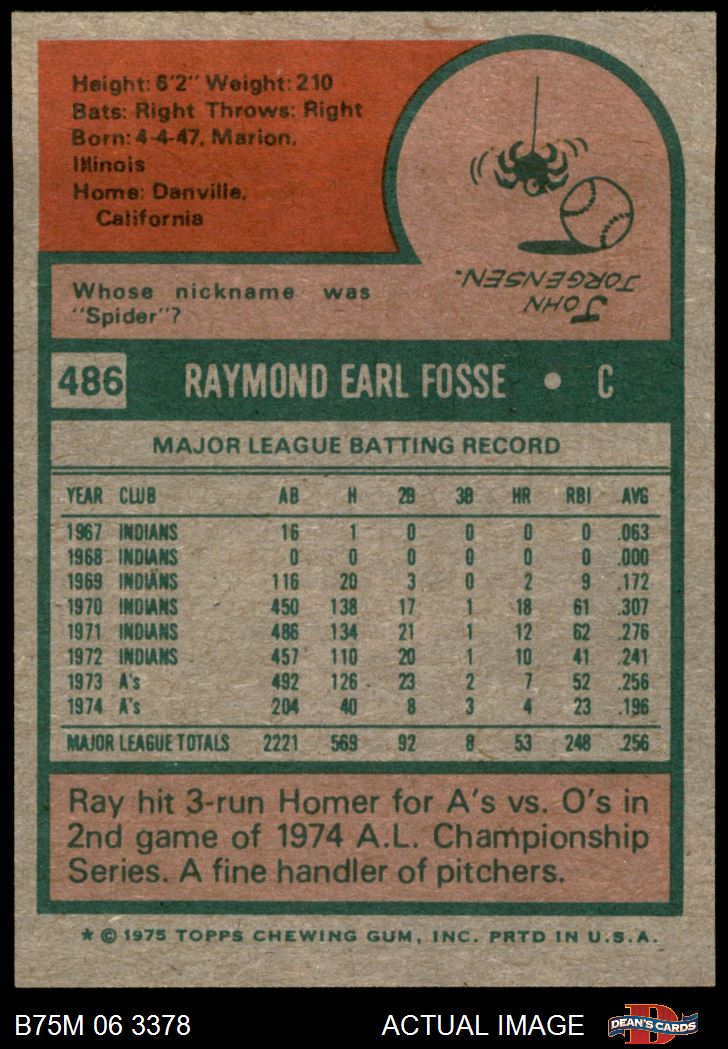 Height: 6'2" Weight: 210
Bats: Right Throws: Right
Born: 4-4-47, Marion,
Illinois
Home: Danville,
California
Whose nickname was
"Spider"?
JOHN
JORGENSEN.
486 RAYMOND EARL FOSSE • C
MAJOR LEAGUE BATTING RECORD
YEAR CLUB AB H 2B 3B HR RBI AVG
1967 INDIANS 16 1 0 0 0 0 .063
1968 INDIANS 0 0 0 0 0 0 .000
1969 INDIANS 116 20 3 0 2 9 .172
1970 INDIANS 450 138 17 1 18 61 .307
1971 INDIANS 486 134 21 1 12 62 .276
1972 INDIANS 457 110 20 1 10 41 .241
1973 A's 492 126 23 2 7 52 .256
1974 A's 204 40 8 3 4 23 .196
MAJOR LEAGUE TOTALS 2221 569 92 8 53 248 .256
Ray hit 3-run Homer for A's vs. O's in
2nd game of 1974 A.L. Championship
Series. A fine handler of pitchers.
* © 1975 TOPPS CHEWING GUM, INC. PRTD IN U.S.A.
B75M 06 3378 ACTUAL IMAGE DEAN'S CARDS